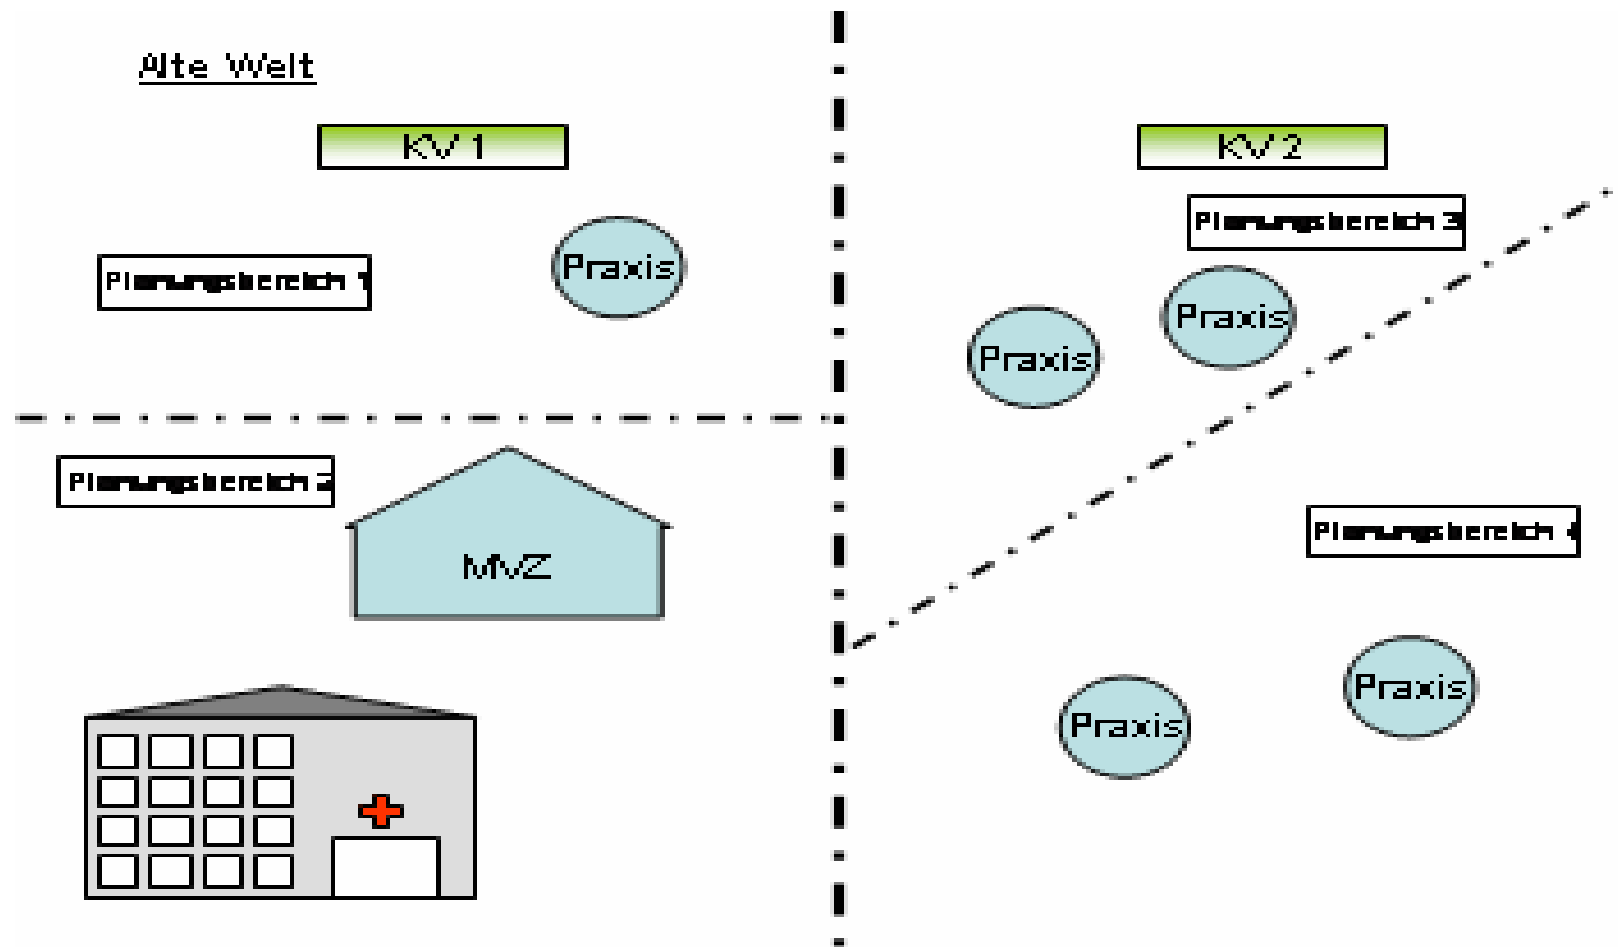 Alte Welt
KV 1
KV 2
Planungsbereich 3
Planungsbereich 1
Praxis
Praxis
Praxis
Planungsbereich 2
MVZ
Planungsbereich 4
Praxis
Praxis